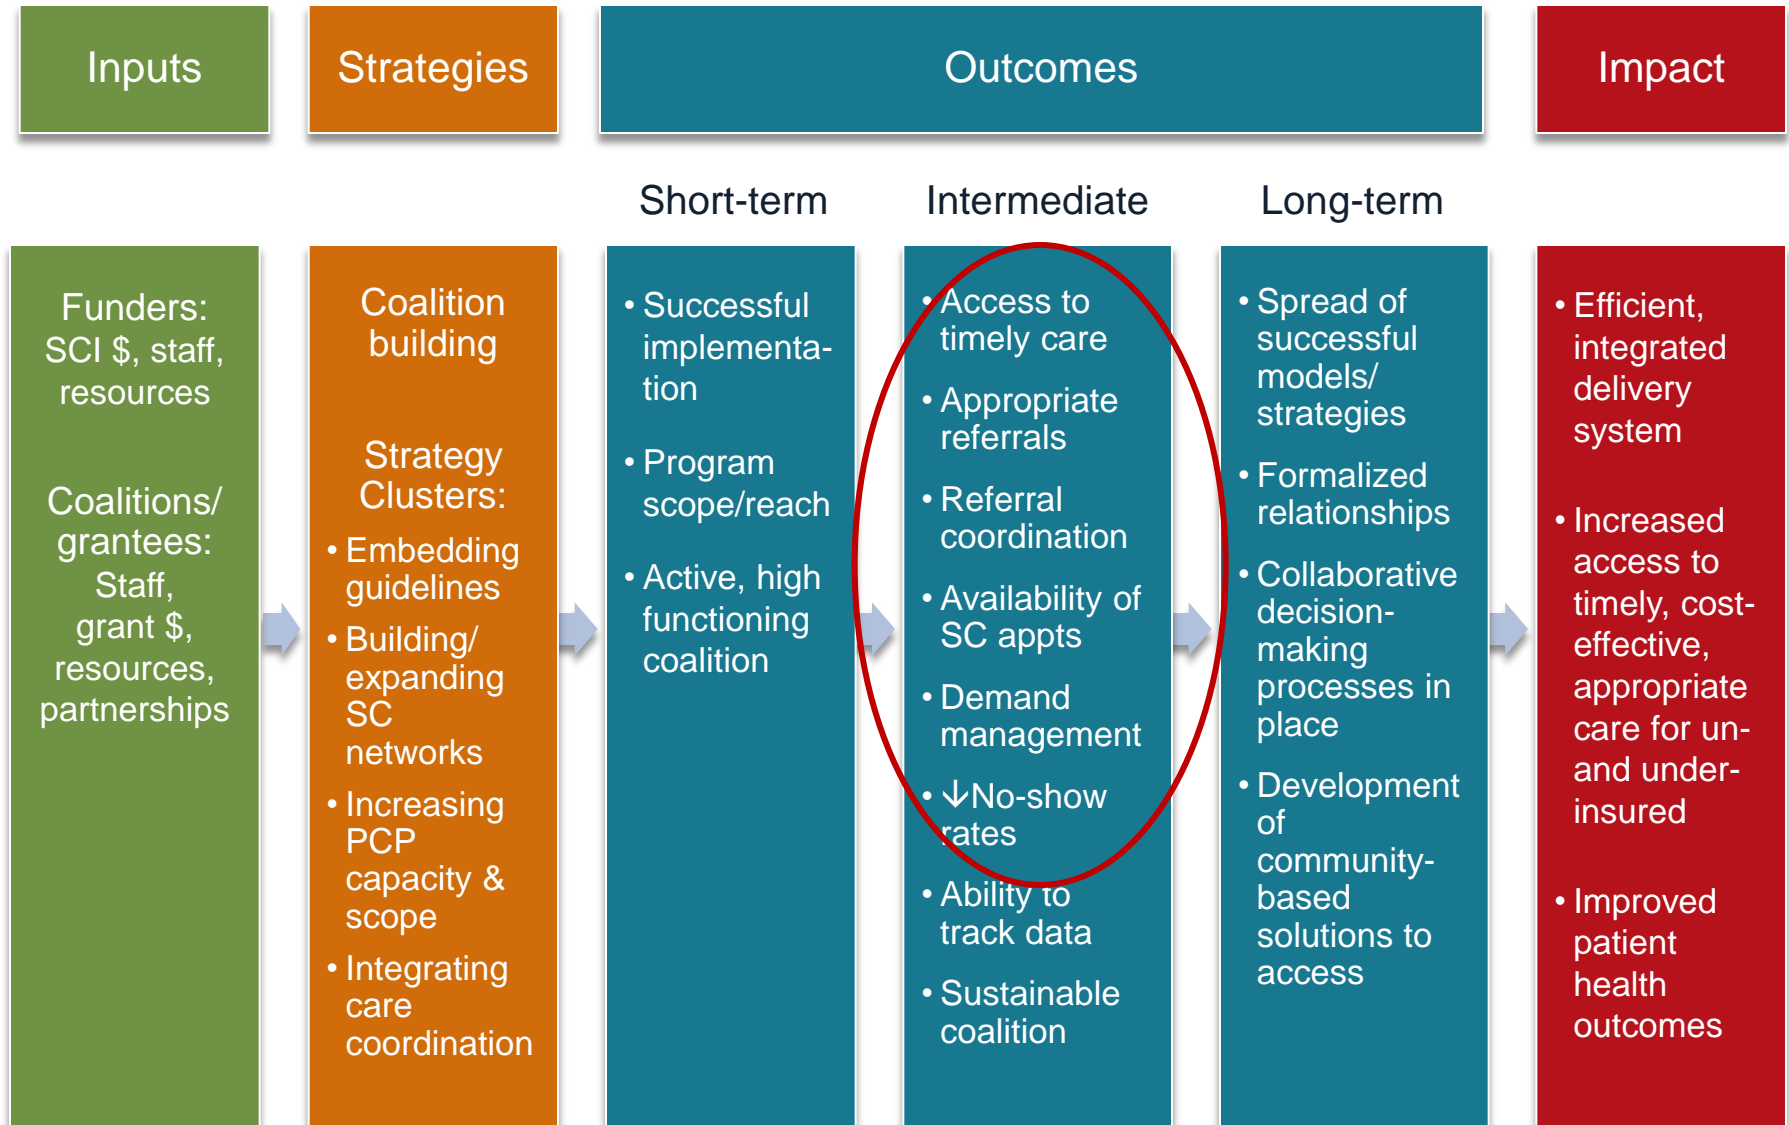 Inputs
Strategies
Outcomes
Impact
Short-term
Intermediate
Long-term
Funders:
SCI $, staff,
resources
Coalitions/
grantees:
Staff,
grant $,
resources,
partnerships
Coalition
building
Strategy
Clusters:
• Embedding
guidelines
• Building/
expanding
SC
networks
• Increasing
PCP
capacity &
scope
• Integrating
care
coordination
• Successful
implementa-
tion
• Program
scope/reach
• Active, high
functioning
coalition
• Access to
timely care
• Appropriate
referrals
• Referral
coordination
• Availability of
SC appts
• Demand
management
• ↓No-show
rates
• Ability to
track data
• Sustainable
coalition
• Spread of
successful
models/
strategies
• Formalized
relationships
• Collaborative
decision-
making
processes in
place
• Development
of
community-
based
solutions to
access
• Efficient,
integrated
delivery
system
• Increased
access to
timely, cost-
effective,
appropriate
care for un-
and under-
insured
• Improved
patient
health
outcomes